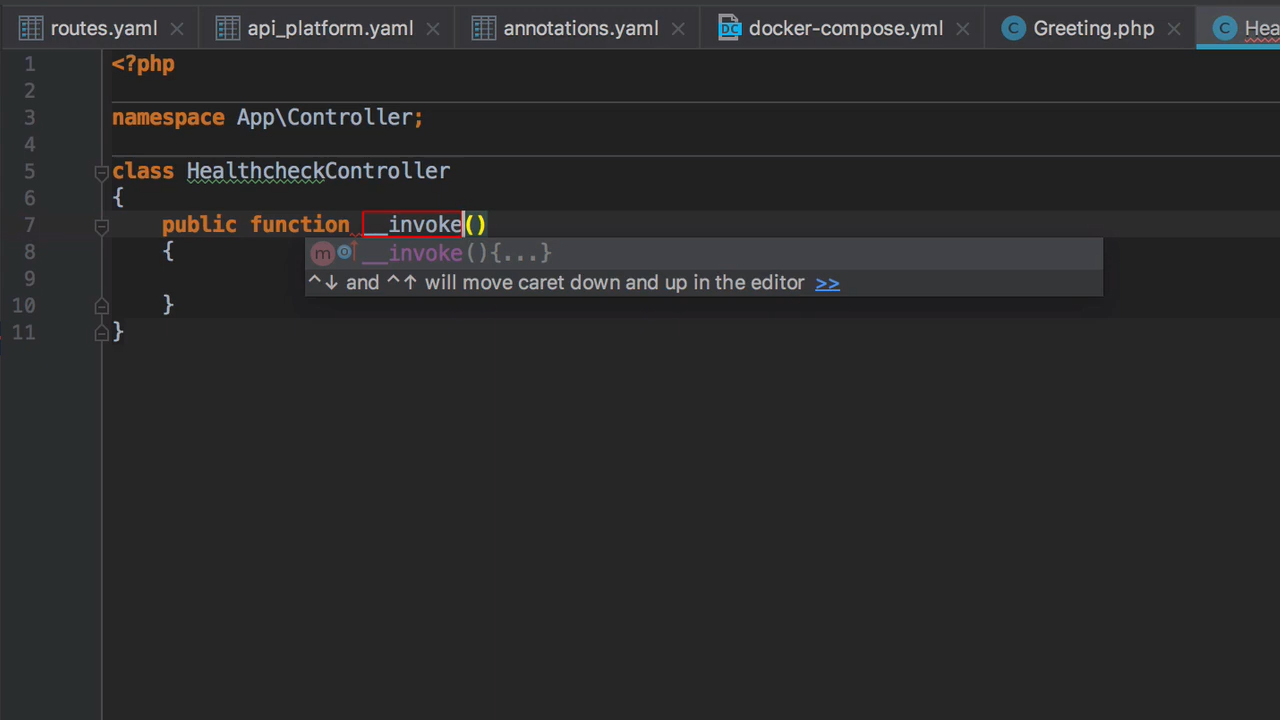 routes.yaml api_platform.yaml annotations.yaml docker-compose.yml Greeting.php Hea
1 <?php
2
3 namespace App\Controller;
4
5 class HealthcheckController
6 {
7 public function __invoke()
8 {
m __invoke(){...}
9
^↓ and ^↑ will move caret down and up in the editor >>
10 }
11 }